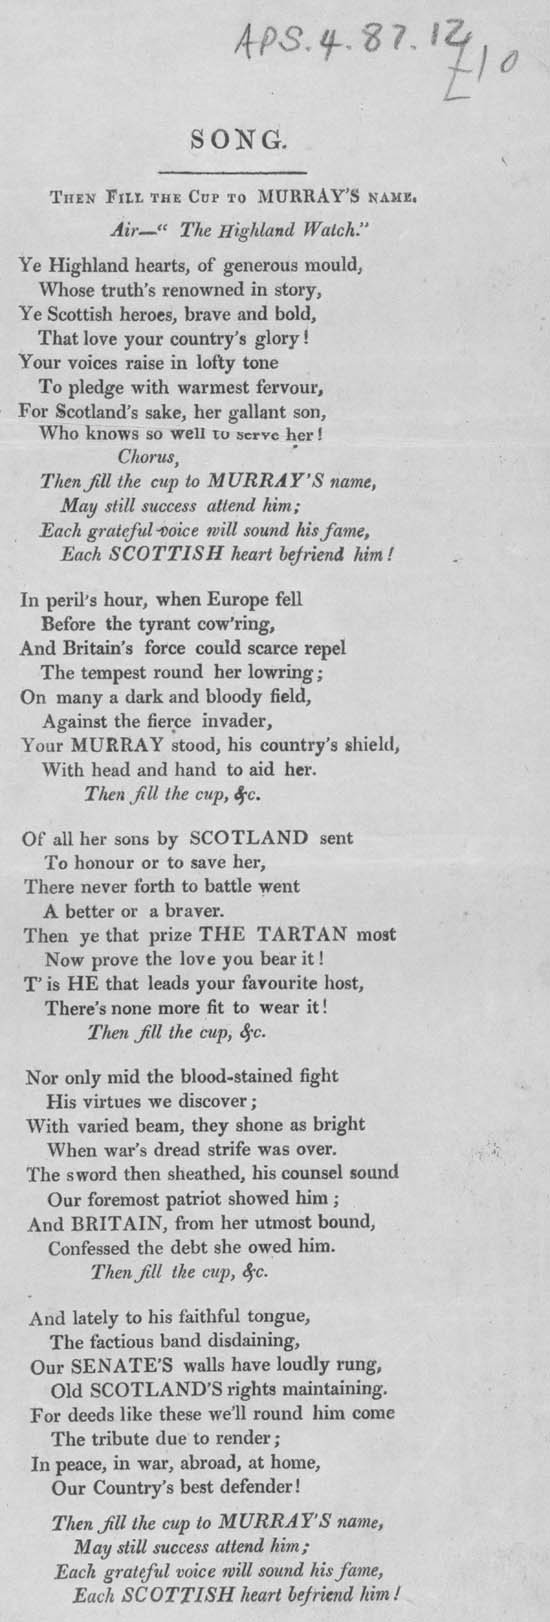 APS.4.87.12
£10
SONG.
THEN FILL THE CUP TO MURRAY'S NAME.
Air—“ The Highland Watch.”
Ye Highland hearts, of generous mould,
Whose truth's renowned in story,
Ye Scottish heroes, brave and bold,
That love your country's glory!
Your voices raise in lofty tone
To pledge with warmest fervour,
For Scotland's sake, her gallant son,
Who knows so well to serve her!
Chorus,
Then fill the cup to MURRAY'S name,
May still success attend him;
Each grateful voice will sound his fame,
Each SCOTTISH heart befriend him!
In peril's hour, when Europe fell
Before the tyrant cow'ring,
And Britain's force could scarce repel
The tempest round her lowring;
On many a dark and bloody field,
Against the fierce invader,
Your MURRAY stood, his country's shield,
With head and hand to aid her.
Then fill the cup, &c.
Of all her sons by SCOTLAND sent
To honour or to save her,
There never forth to battle went
A better or a braver.
Then ye that prize THE TARTAN most
Now prove the love you bear it!
T' is HE that leads your favourite host,
There's none more fit to wear it!
Then fill the cup, &c.
Nor only mid the blood-stained fight
His virtues we discover;
With varied beam, they shone as bright
When war's dread strife was over.
The sword then sheathed, his counsel sound
Our foremost patriot showed him;
And BRITAIN, from her utmost bound,
Confessed the debt she owed him.
Then fill the cup, &c.
And lately to his faithful tongue,
The factious band disdaining,
Our SENATE'S walls have loudly rung,
Old SCOTLAND'S rights maintaining.
For deeds like these we'll round him come
The tribute due to render;
In peace, in war, abroad, at home,
Our Country's best defender!
Then fill the cup to MURRAY'S name,
May still success attend him;
Each grateful voice will sound his fame,
Each SCOTTISH heart befriend him!